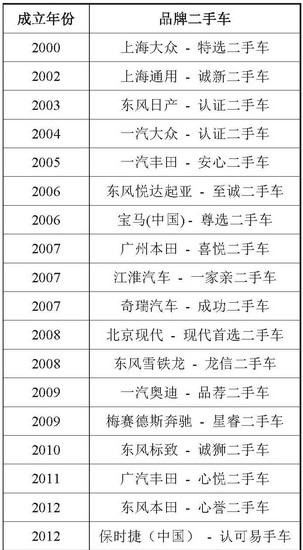 成立年份 品牌二手车
2000 上海大众 - 特选二手车
2002 上海通用 - 诚新二手车
2003 东风日产 - 认证二手车
2004 一汽大众 - 认证二手车
2005 一汽丰田 - 安心二手车
2006 东风悦达起亚 - 至诚二手车
2006 宝马(中国)- 尊选二手车
2007 广州本田 - 喜悦二手车
2007 江淮汽车 - 一家亲二手车
2007 奇瑞汽车 - 成功二手车
2008 北京现代 - 现代首选二手车
2008 东风雪铁龙 - 龙信二手车
2009 一汽奥迪 - 品荐二手车
2009 梅赛德斯奔驰 - 星睿二手车
2010 东风标致 - 诚狮二手车
2011 广汽丰田 - 心悦二手车
2012 东风本田 - 心誉二手车
2012 保时捷（中国） - 认可易手车